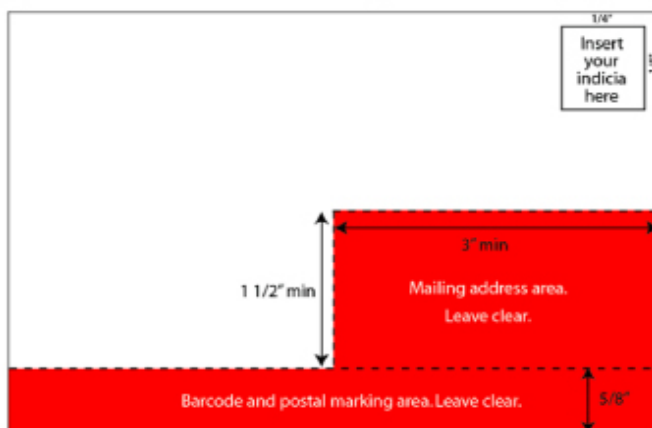 1/4"
Insert
your
indicia
here
3" min
1 1/2" min
Mailing address area.
Leave clear.
5/8"
Barcode and postal marking area. Leave clear.